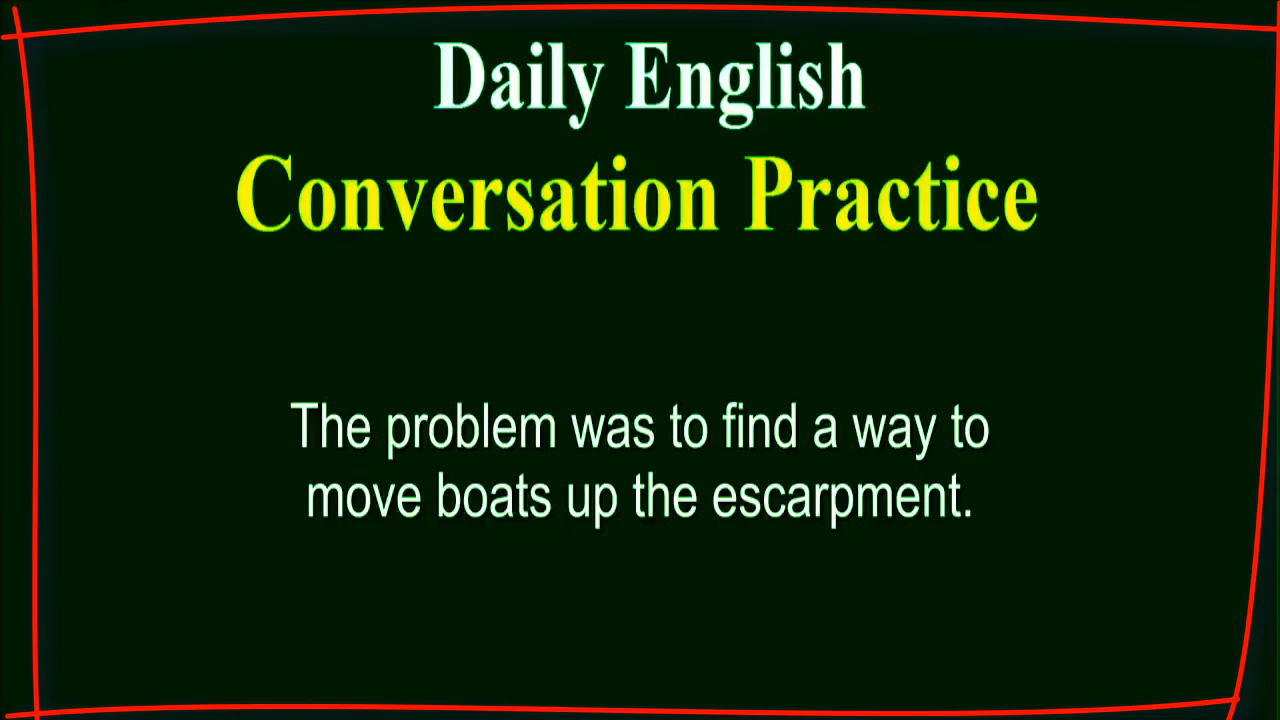 Daily English
Conversation Practice
The problem was to find a way to
move boats up the escarpment.